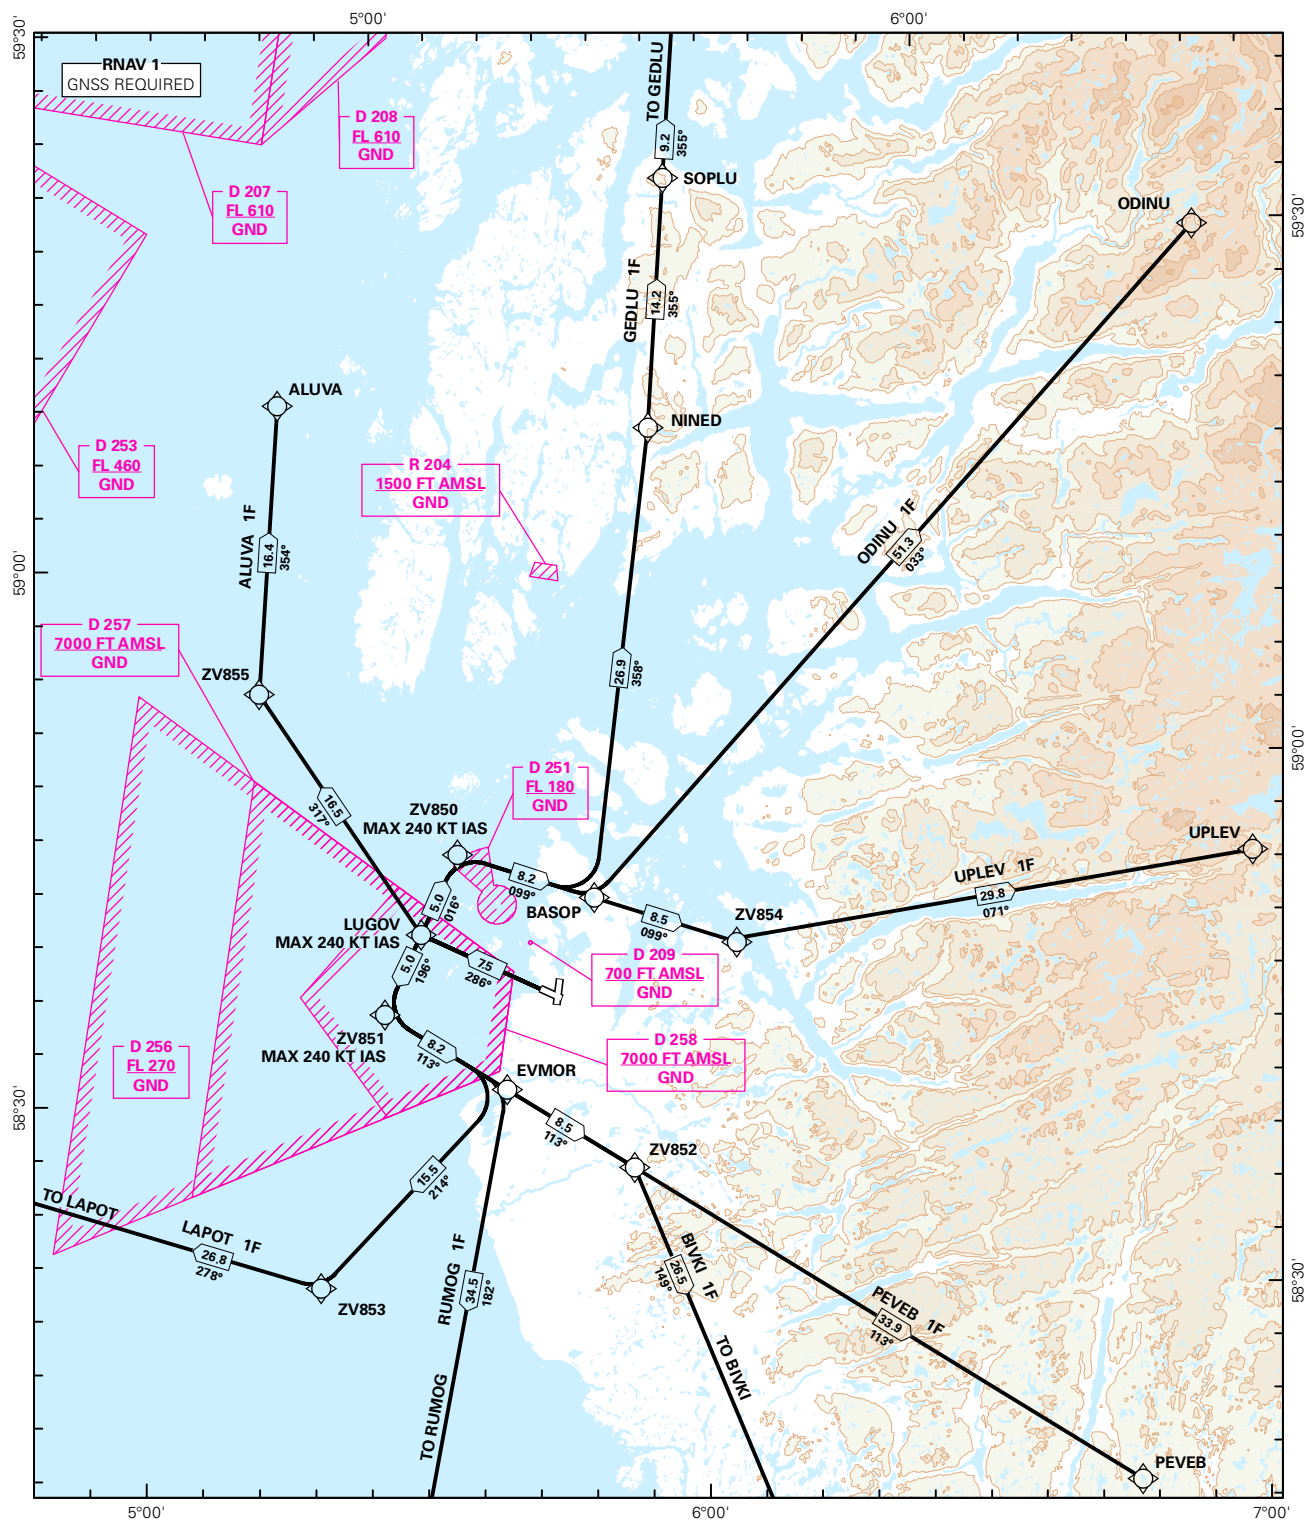 5°00'
6°00'
59°30'
RNAV 1
GNSS REQUIRED
TO GEDLU
D 208
FL 610
GND
9.2
355°
SOPLU
D 207
FL 610
GND
ODINU
59°30'
GEDLU 1F
14.2
355°
ALUVA
NINED
D 253
FL 460
GND
R 204
1500 FT AMSL
GND
ALUVA 1F
16.4
354°
ODINU 1F
51.3
033°
59°00'
D 257
7000 FT AMSL
GND
26.9
358°
ZV855
59°00'
D 251
FL 180
GND
16.5
317°
ZV850
MAX 240 KT IAS
UPLEV
8.2
099°
UPLEV 1F
29.8
071°
5.0
016°
BASOP
8.5
099°
ZV854
LUGOV
MAX 240 KT IAS
5.0
196°
7.5
286°
D 209
700 FT AMSL
GND
ZV851
MAX 240 KT IAS
8.2
113°
D 256
FL 270
GND
D 258
7000 FT AMSL
GND
EVMOR
58°30'
8.5
113°
ZV852
15.5
214°
TO LAPOT
LAPOT 1F
26.8
278°
ZV853
RUMOG 1F
34.5
182°
BIVKI 1F
26.5
149°
58°30'
PEVEB 1F
33.9
113°
TO BIVKI
TO RUMOG
PEVEB
5°00'
6°00'
7°00'